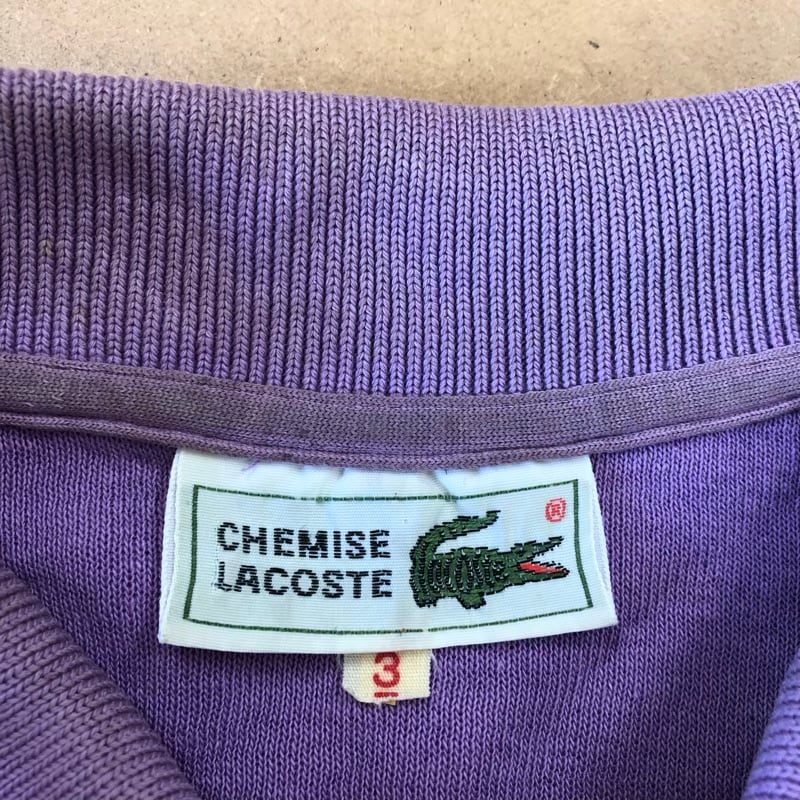 CHEMISE
LACOSTE
®
3